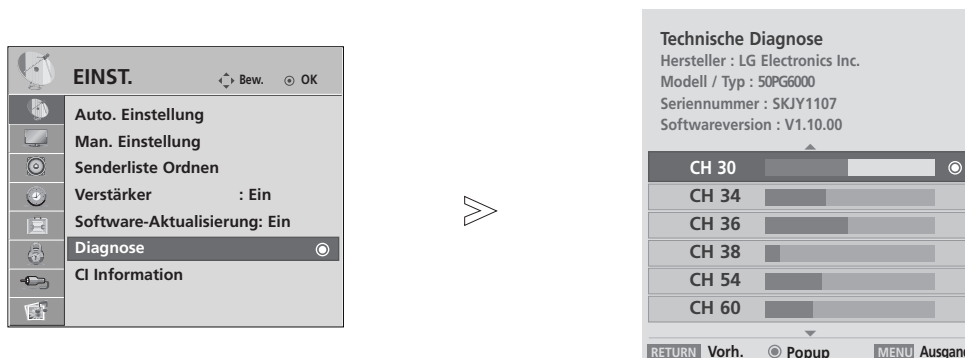 EINST.
Bew. OK
Auto. Einstellung
Man. Einstellung
Senderliste Ordnen
Verstärker : Ein
Software-Aktualisierung: Ein
Diagnose
CI Information
Technische Diagnose
Hersteller : LG Electronics Inc.
Modell / Typ : 50PG6000
Seriennummer : SKJY1107
Softwareversion : V1.10.00
CH 30
CH 34
CH 36
CH 38
CH 54
CH 60
RETURN Vorh. Popup MENU Ausgang